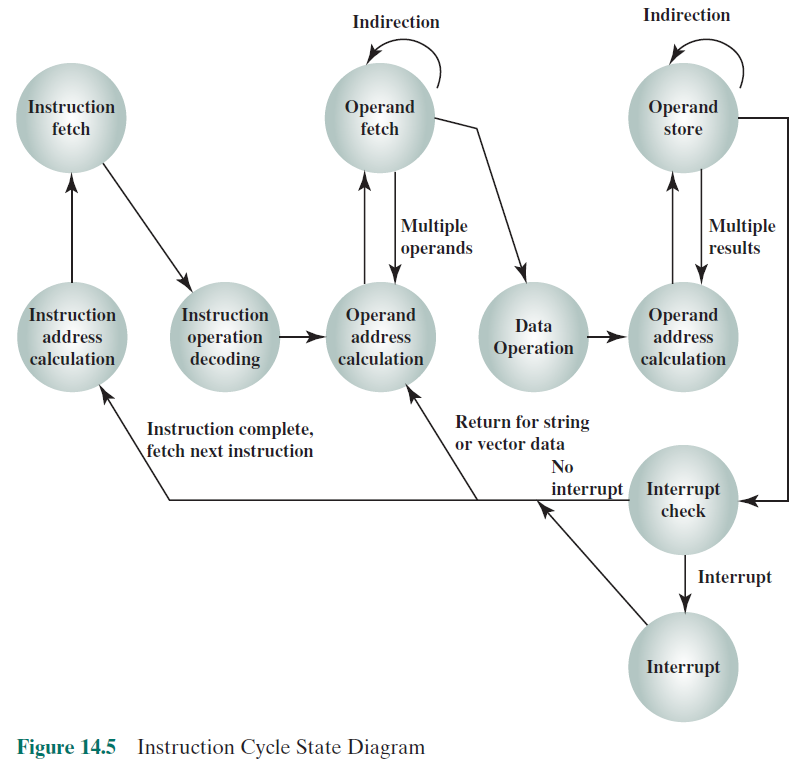 Indirection
Indirection
Instruction
fetch
Operand
fetch
Operand
store
Multiple
operands
Multiple
results
Instruction
address
calculation
Instruction
operation
decoding
Operand
address
calculation
Data
Operation
Operand
address
calculation
Instruction complete,
fetch next instruction
Return for string
or vector data
No
interrupt
Interrupt
check
Interrupt
Interrupt
Figure 14.5 Instruction Cycle State Diagram